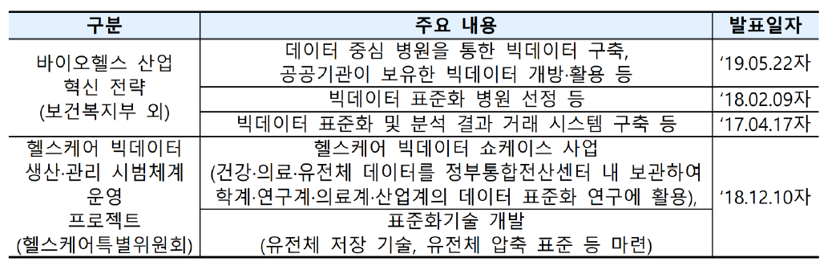 구분 주요 내용 발표일자
바이오헬스 산업
혁신 전략
(보건복지부 외)
데이터 중심 병원을 통한 빅데이터 구축,
공공기관이 보유한 빅데이터 개방·활용 등
‘19.05.22자
빅데이터 표준화 병원 선정 등 ‘18.02.09자
빅데이터 표준화 및 분석 결과 거래 시스템 구축 등 ‘17.04.17자
헬스케어 빅데이터
생산·관리 시범체계
운영
프로젝트
(헬스케어특별위원회)
헬스케어 빅데이터 쇼케이스 사업
(건강·의료·유전체 데이터를 정부통합전산센터 내 보관하여
학계·연구계·의료계·산업계의 데이터 표준화 연구에 활용),
표준화기술 개발
(유전체 저장 기술, 유전체 압축 표준 등 마련)
‘18.12.10자